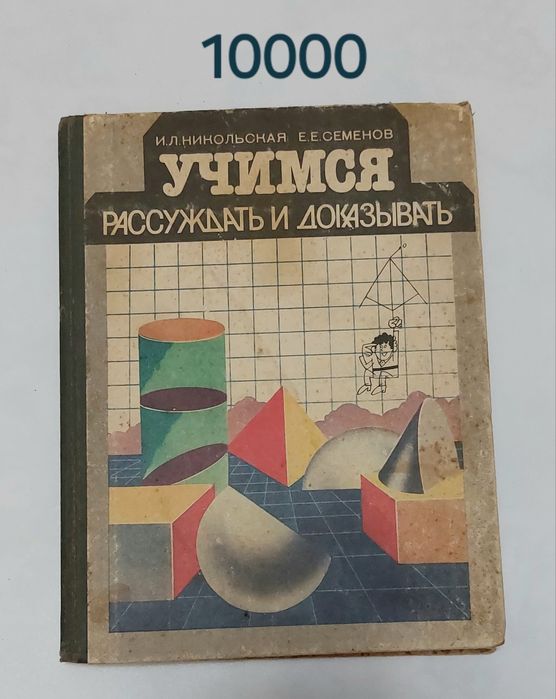 10000
И.Л.НИКОЛЬСКАЯ Е.Е.СЕМЕНОВ
УЧИМСЯ
РАССУЖДАТЬ И ДОКАЗЫВАТЬ